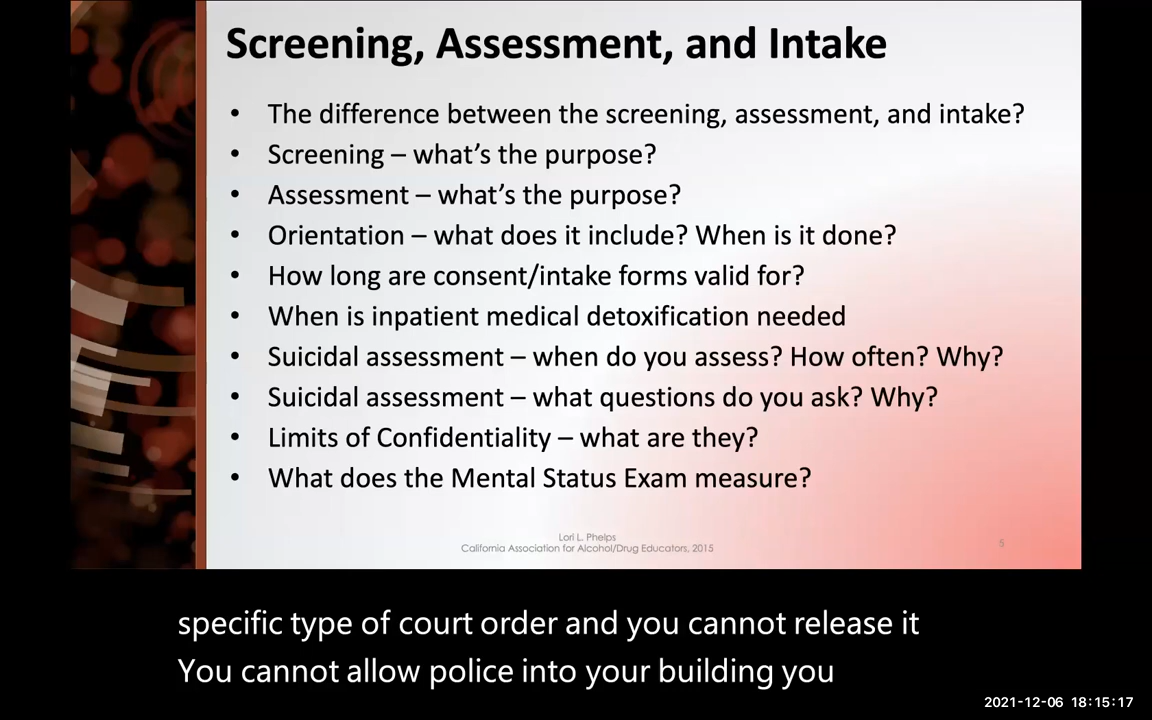 Screening, Assessment, and Intake
• The difference between the screening, assessment, and intake?
• Screening – what's the purpose?
• Assessment – what's the purpose?
• Orientation – what does it include? When is it done?
• How long are consent/intake forms valid for?
• When is inpatient medical detoxification needed
• Suicidal assessment – when do you assess? How often? Why?
• Suicidal assessment – what questions do you ask? Why?
• Limits of Confidentiality – what are they?
• What does the Mental Status Exam measure?
Lori L. Phelps
California Association for Alcohol/Drug Educators, 2015
5
specific type of court order and you cannot release it
You cannot allow police into your building you
2021-12-06 18:15:17